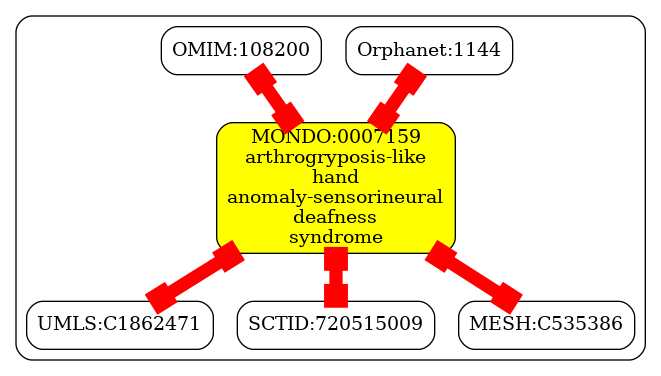 OMIM:108200
Orphanet:1144
MONDO:0007159
arthrogryposis-like
hand
anomaly-sensorineural
deafness
syndrome
UMLS:C1862471
SCTID:720515009
MESH:C535386